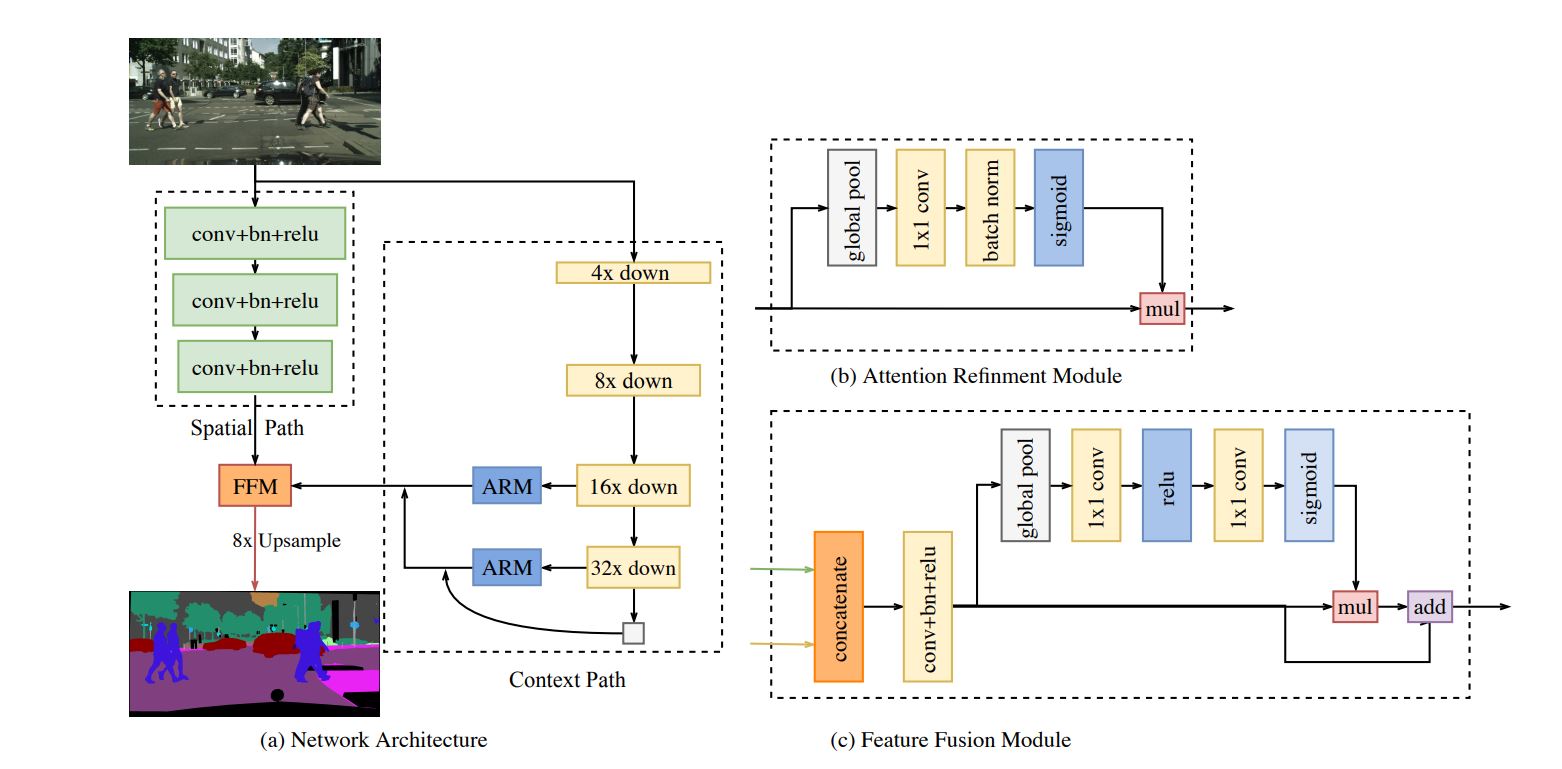 conv+bn+relu
conv+bn+relu
conv+bn+relu
Spatial Path
FFM
8x Upsample
4x down
8x down
16x down
ARM
32x down
ARM
Context Path
(a) Network Architecture
global pool
1x1 conv
batch norm
sigmoid
mul
(b) Attention Refinment Module
concatenate
conv+bn+relu
global pool
1x1 conv
relu
1x1 conv
sigmoid
mul
add
(c) Feature Fusion Module